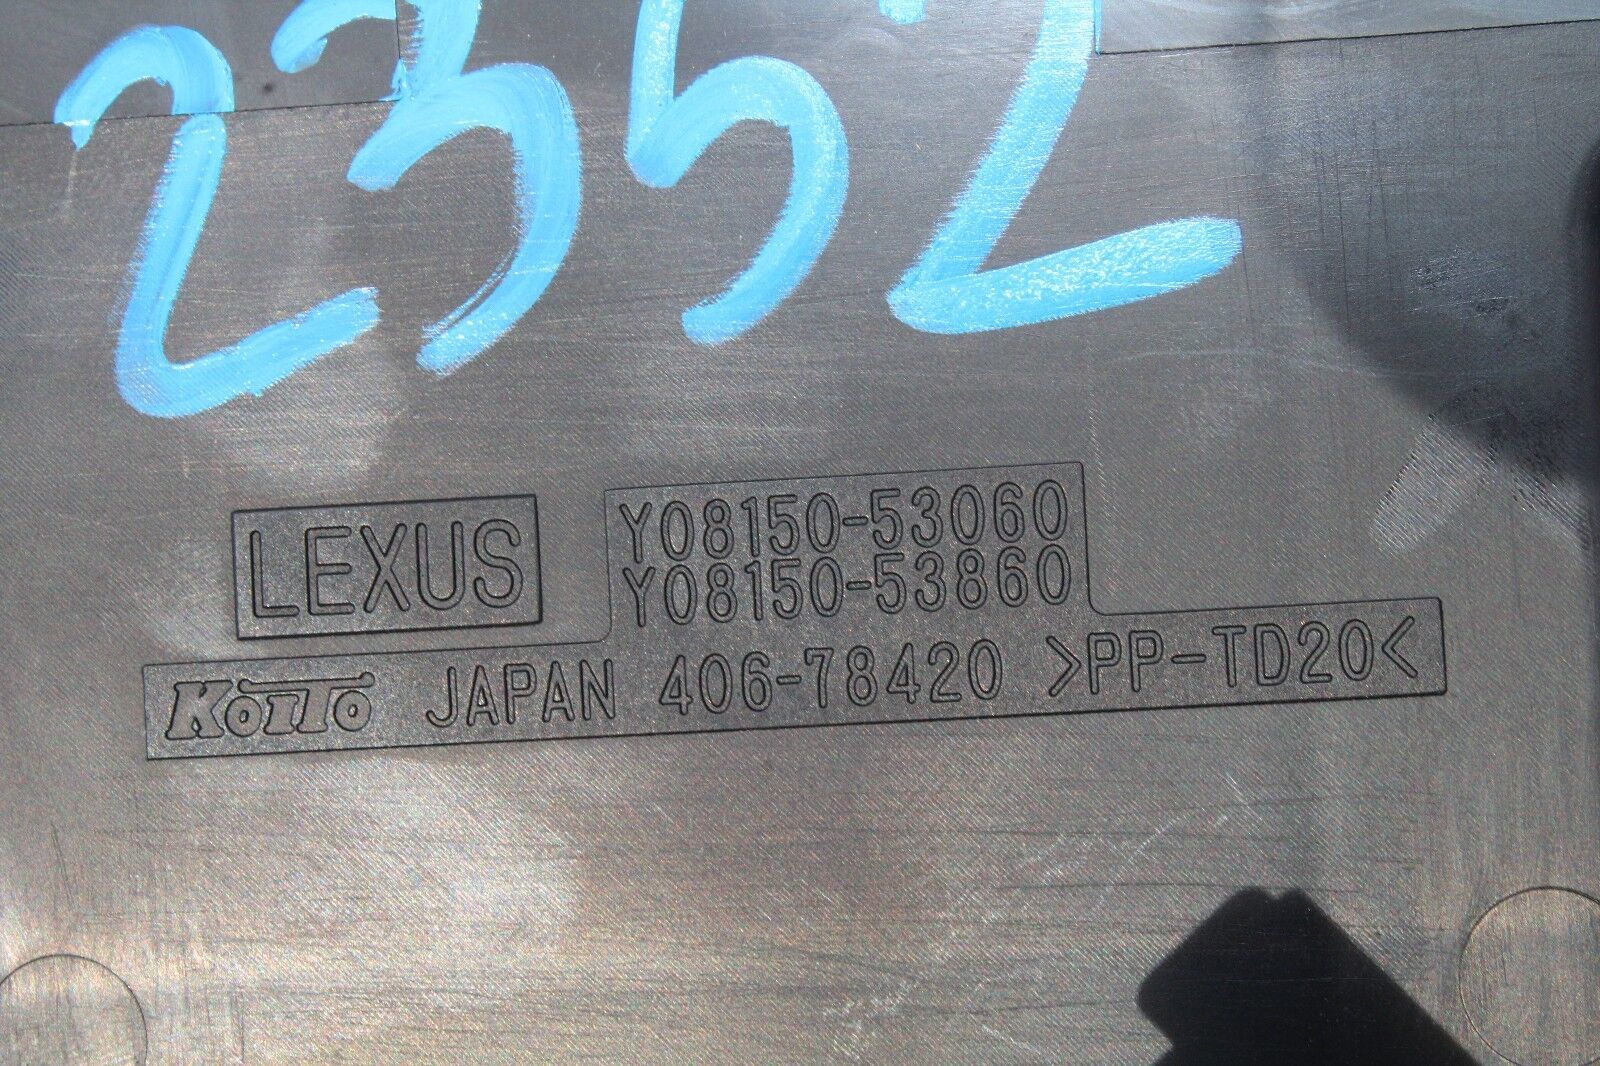 2352
LEXUS
Y08150-53060
Y08150-53860
KOITO JAPAN 406-78420 >PP-TD20<